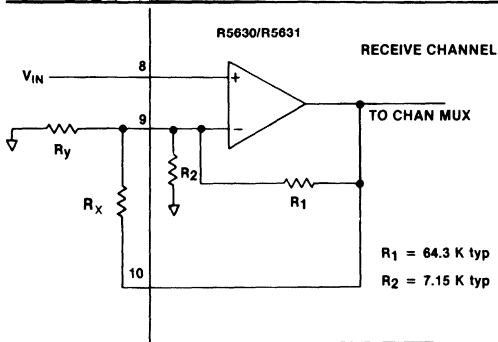 R5630/R5631
RECEIVE CHANNEL
8
VIN
+
TO CHAN MUX
9
−
Ry
R2
R1
Rx
10
R1 = 64.3 K typ
R2 = 7.15 K typ